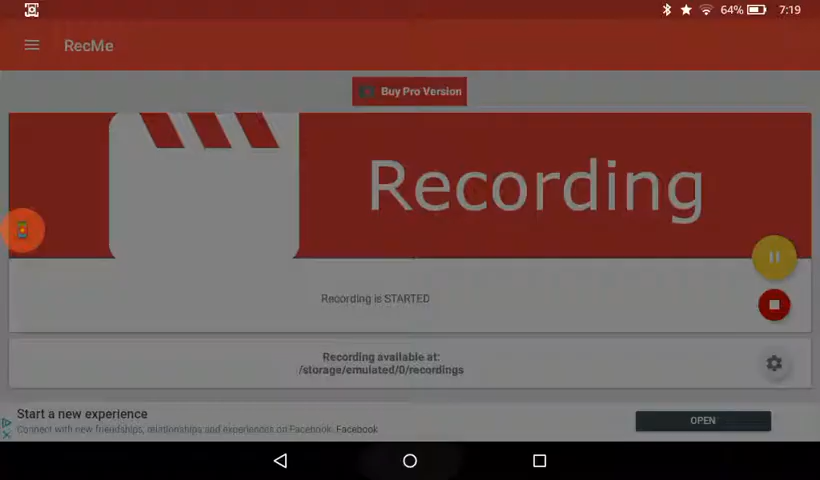 64% 7:19
RecMe
Buy Pro Version
Recording
Recording is STARTED
Recording available at:
/storage/emulated/0/recordings
Start a new experience
Connect with new friendships, relationships and experiences on Facebook. Facebook
OPEN